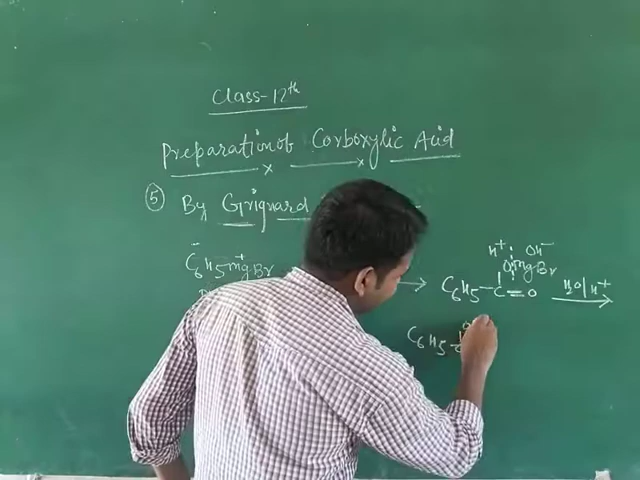 Class-12th
Preparation of Carboxylic Acid
5 By Grignard
C6H5MgBr
H+ OH-
OMgBr
C6H5-C=O H2O/H+
C6H5-